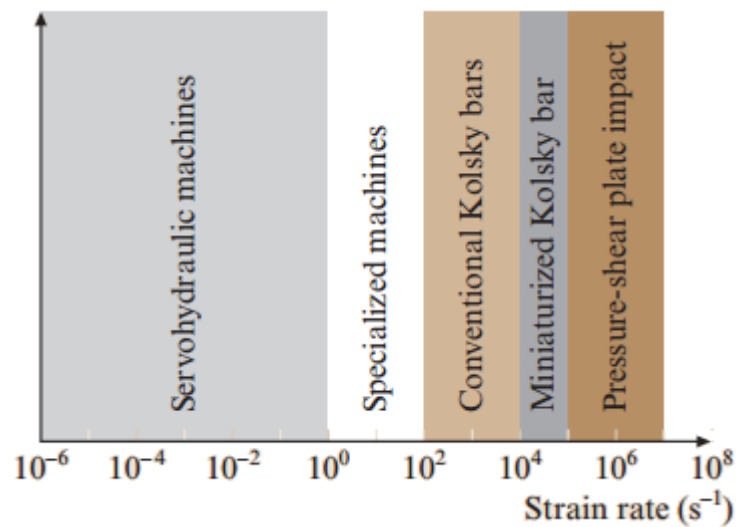 Servohydraulic machines
Specialized machines
Conventional Kolsky bars
Miniaturized Kolsky bar
Pressure-shear plate impact
10⁻⁶ 10⁻⁴ 10⁻² 10⁰ 10² 10⁴ 10⁶ 10⁸
Strain rate (s⁻¹)